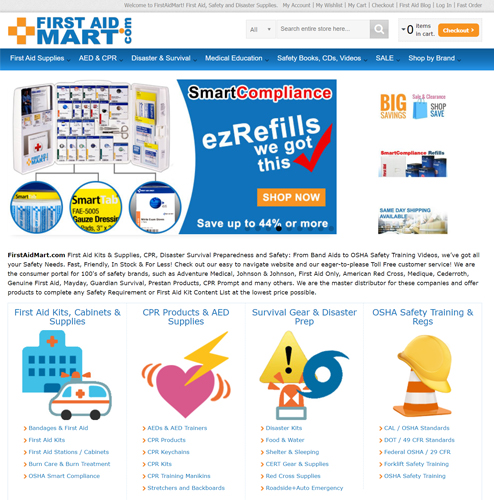 Welcome to FirstAidMart! First Aid, Safety and Disaster Supplies. My Account | My Wishlist | My Cart | Checkout | First Aid Blog | Log In | Fast Order
FIRST AID
MART.com
All
Search entire store here...
0 items
in cart.
Checkout
First Aid Supplies AED & CPR Disaster & Survival Medical Education Safety Books, CDs, Videos SALE Shop by Brand
SmartCompliance
ezRefills
we got
this
SHOP NOW
Save up to 44% or more
SmartTab
FAE-5005
Gauze Dressing
Pads, 3" x
BIG
SAVINGS
Sale & Clearance
SHOP
SAVE
SmartCompliance Refills
SAME DAY
SHIPPING
AVAILABLE
FirstAidMart.com First Aid Kits & Supplies, CPR, Disaster Survival Preparedness and Safety: From Band Aids to OSHA Safety Training Videos, we've got all
your Safety Needs. Fast, Friendly, In Stock & For Less! Check out our easy to navigate website and our eager-to-please Toll Free customer service! We are
the consumer portal for 100's of safety brands, such as Adventure Medical, Johnson & Johnson, First Aid Only, American Red Cross, Medique, Cederroth,
Genuine First Aid, Mayday, Guardian Survival, Prestan Products, CPR Prompt and many others. We are the master distributor for these companies and offer
products to complete any Safety Requirement or First Aid Kit Content List at the lowest price possible.
First Aid Kits, Cabinets &
Supplies
Bandages & First Aid
First Aid Kits
First Aid Stations / Cabinets
Burn Care & Burn Treatment
OSHA Smart Compliance
CPR Products & AED
Supplies
AEDs & AED Trainers
CPR Products
CPR Keychains
CPR Kits
CPR Training Manikins
Stretchers and Backboards
Survival Gear & Disaster
Prep
Disaster Kits
Food & Water
Shelter & Sleeping
CERT Gear & Supplies
Red Cross Supplies
Roadside+Auto Emergency
OSHA Safety Training
& Regs
CAL / OSHA Standards
DOT / 49 CFR Standards
Federal OSHA / 29 CFR
Forklift Safety Training
OSHA Safety Training